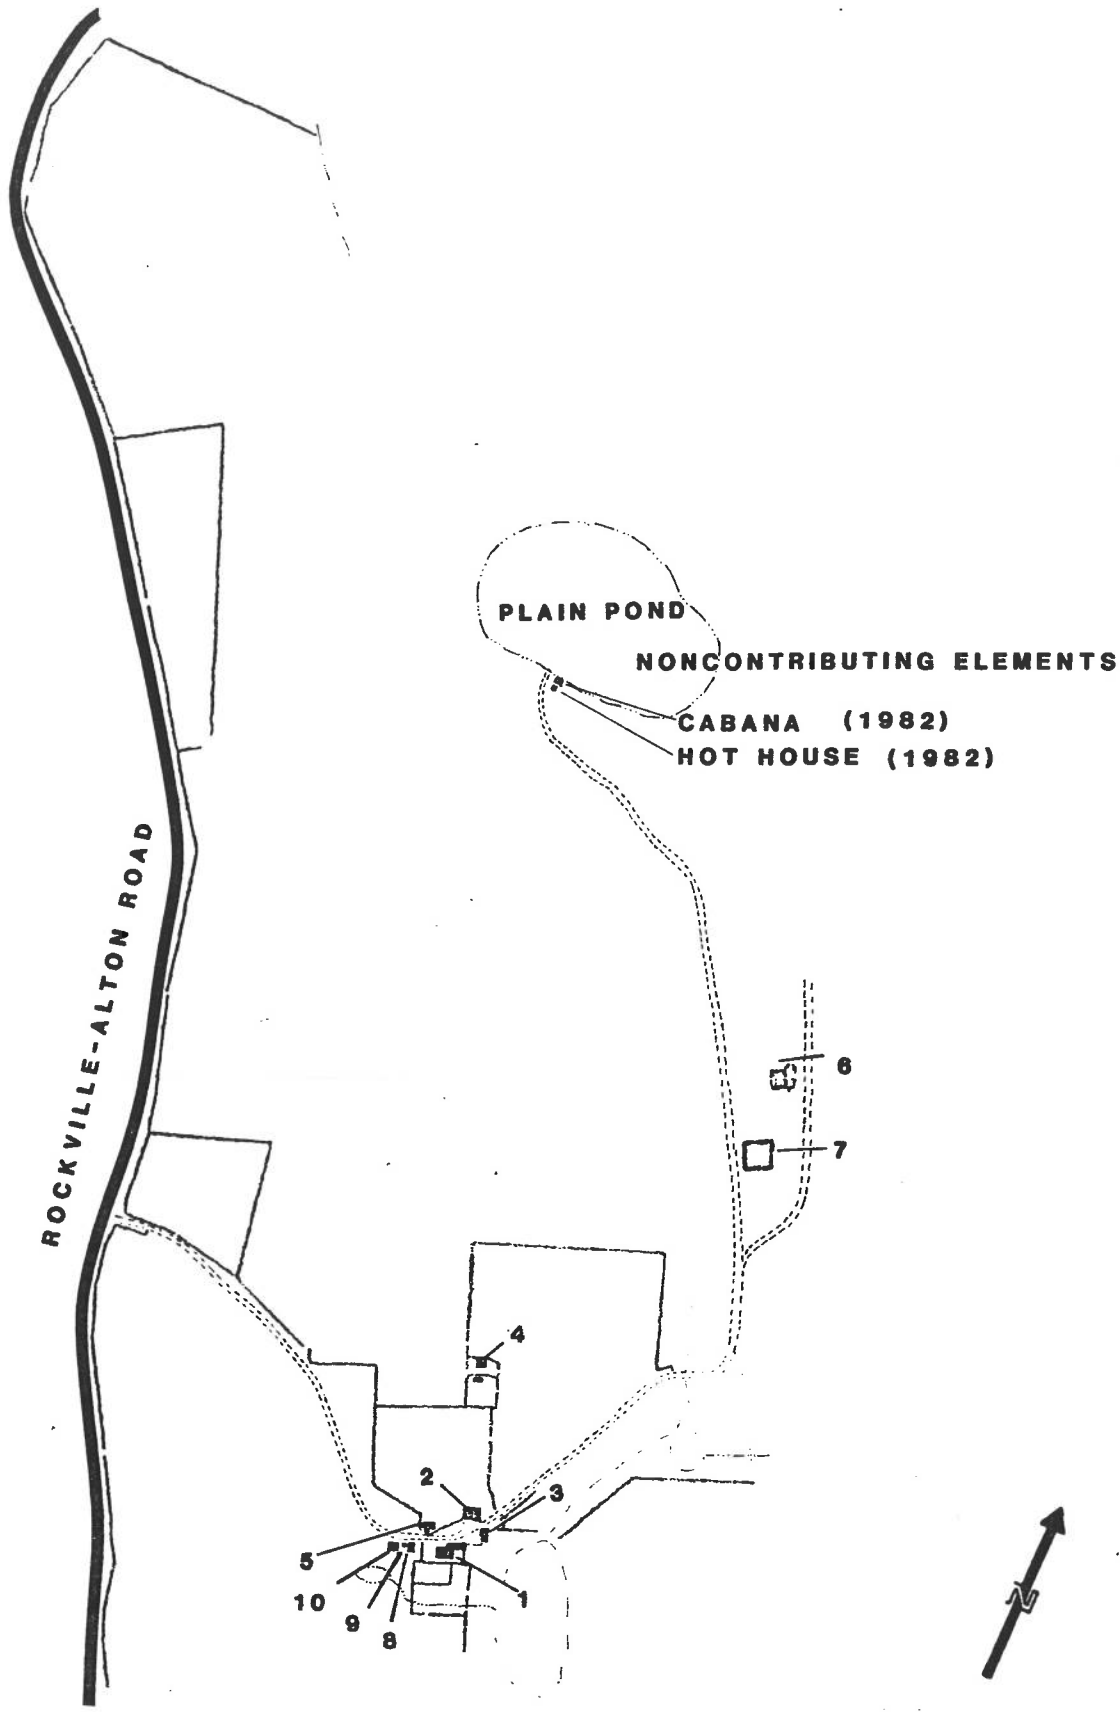 PLAIN POND
NONCONTRIBUTING ELEMENTS
CABANA (1982)
HOT HOUSE (1982)
ROCKVILLE-ALTON ROAD
6
7
4
2
3
5
10
9
8
1
N